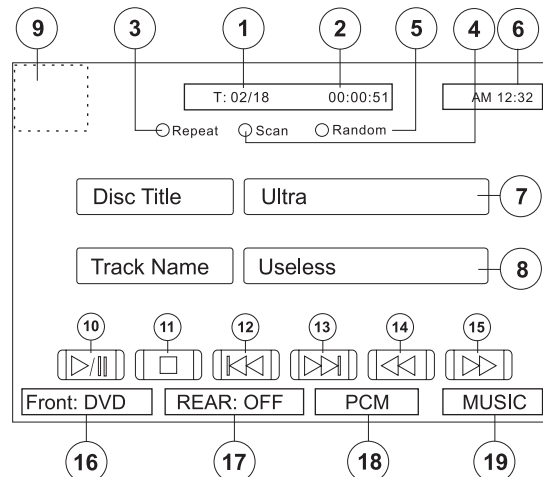 9 3 1 2 5 4 6
T: 02/18 00:00:51 AM 12:32
Repeat Scan Random
Disc Title Ultra 7
Track Name Useless 8
10 11 12 13 14 15
Front: DVD REAR: OFF PCM MUSIC
16 17 18 19